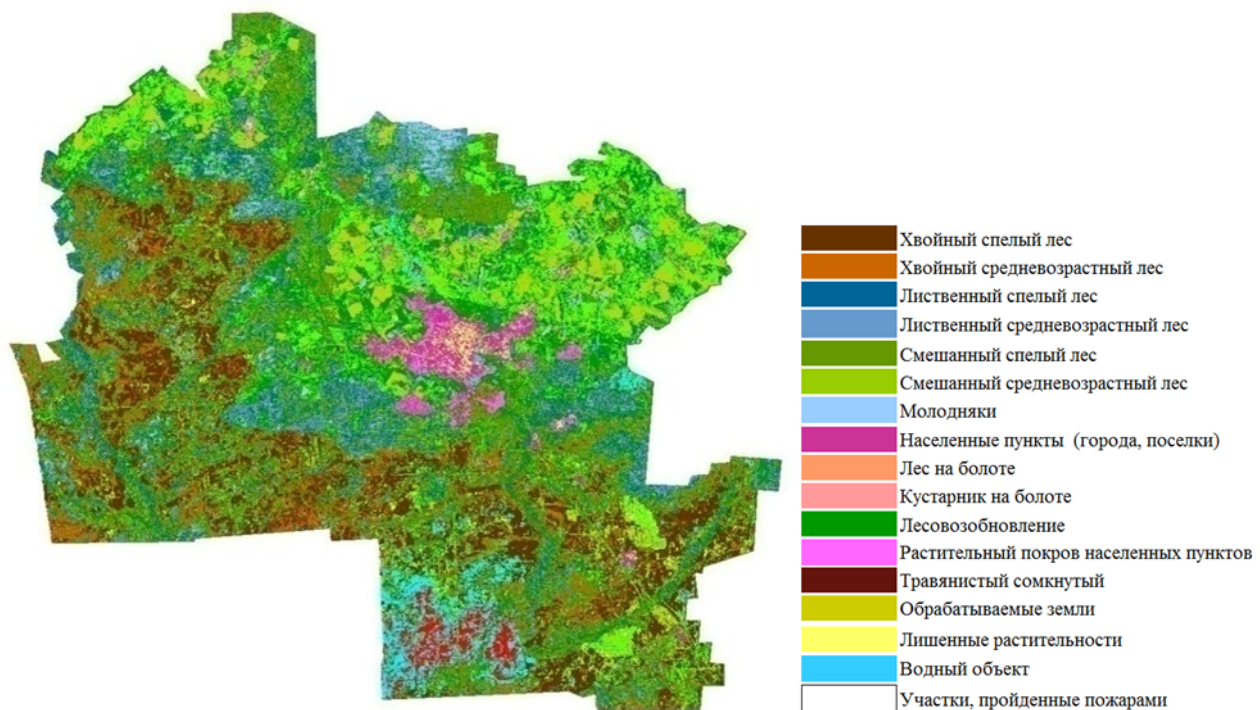 Хвойный спелый лес
Хвойный средневозрастный лес
Лиственный спелый лес
Лиственный средневозрастный лес
Смешанный спелый лес
Смешанный средневозрастный лес
Молодняки
Населенные пункты (города, поселки)
Лес на болоте
Кустарник на болоте
Лесовозобновление
Растительный покров населенных пунктов
Травянистый сомкнутый
Обрабатываемые земли
Лишенные растительности
Водный объект
Участки, пройденные пожарами